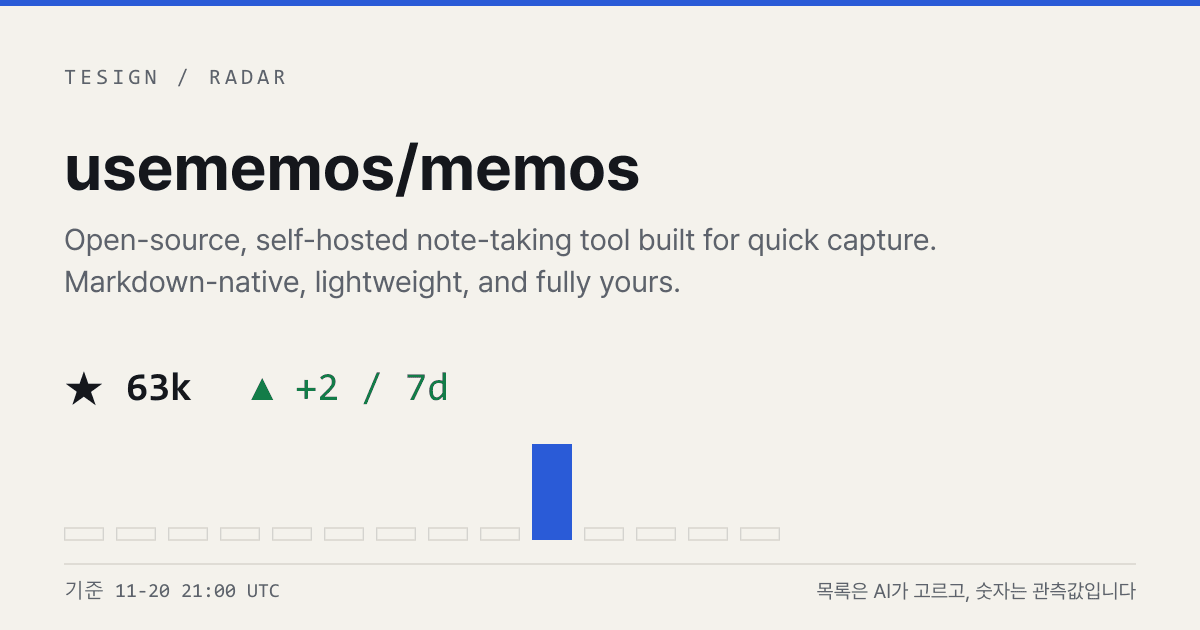 TESIGN / RADAR
usememos/memos
Open-source, self-hosted note-taking tool built for quick capture.
Markdown-native, lightweight, and fully yours.
★ 63k ▲ +2 / 7d
기준 11-20 21:00 UTC
목록은 AI가 고르고, 숫자는 관측값입니다